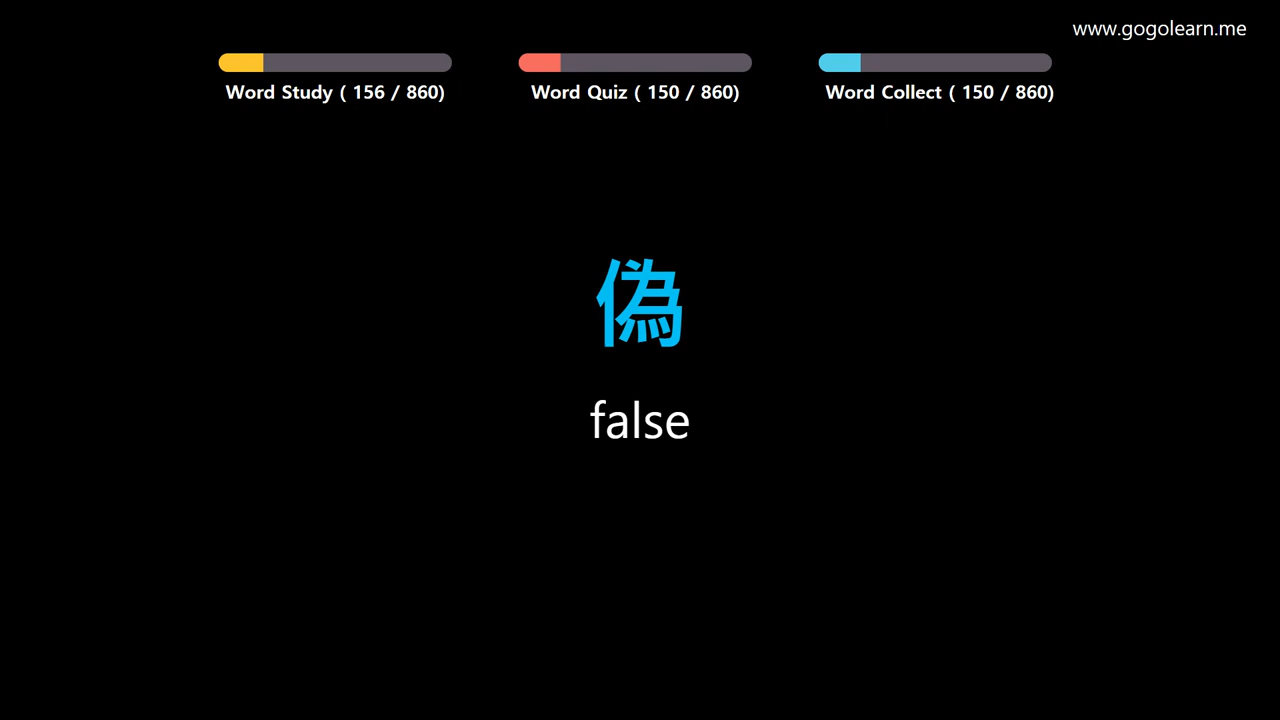 www.gogolearn.me
Word Study ( 156 / 860)
Word Quiz ( 150 / 860)
Word Collect ( 150 / 860)
偽
false